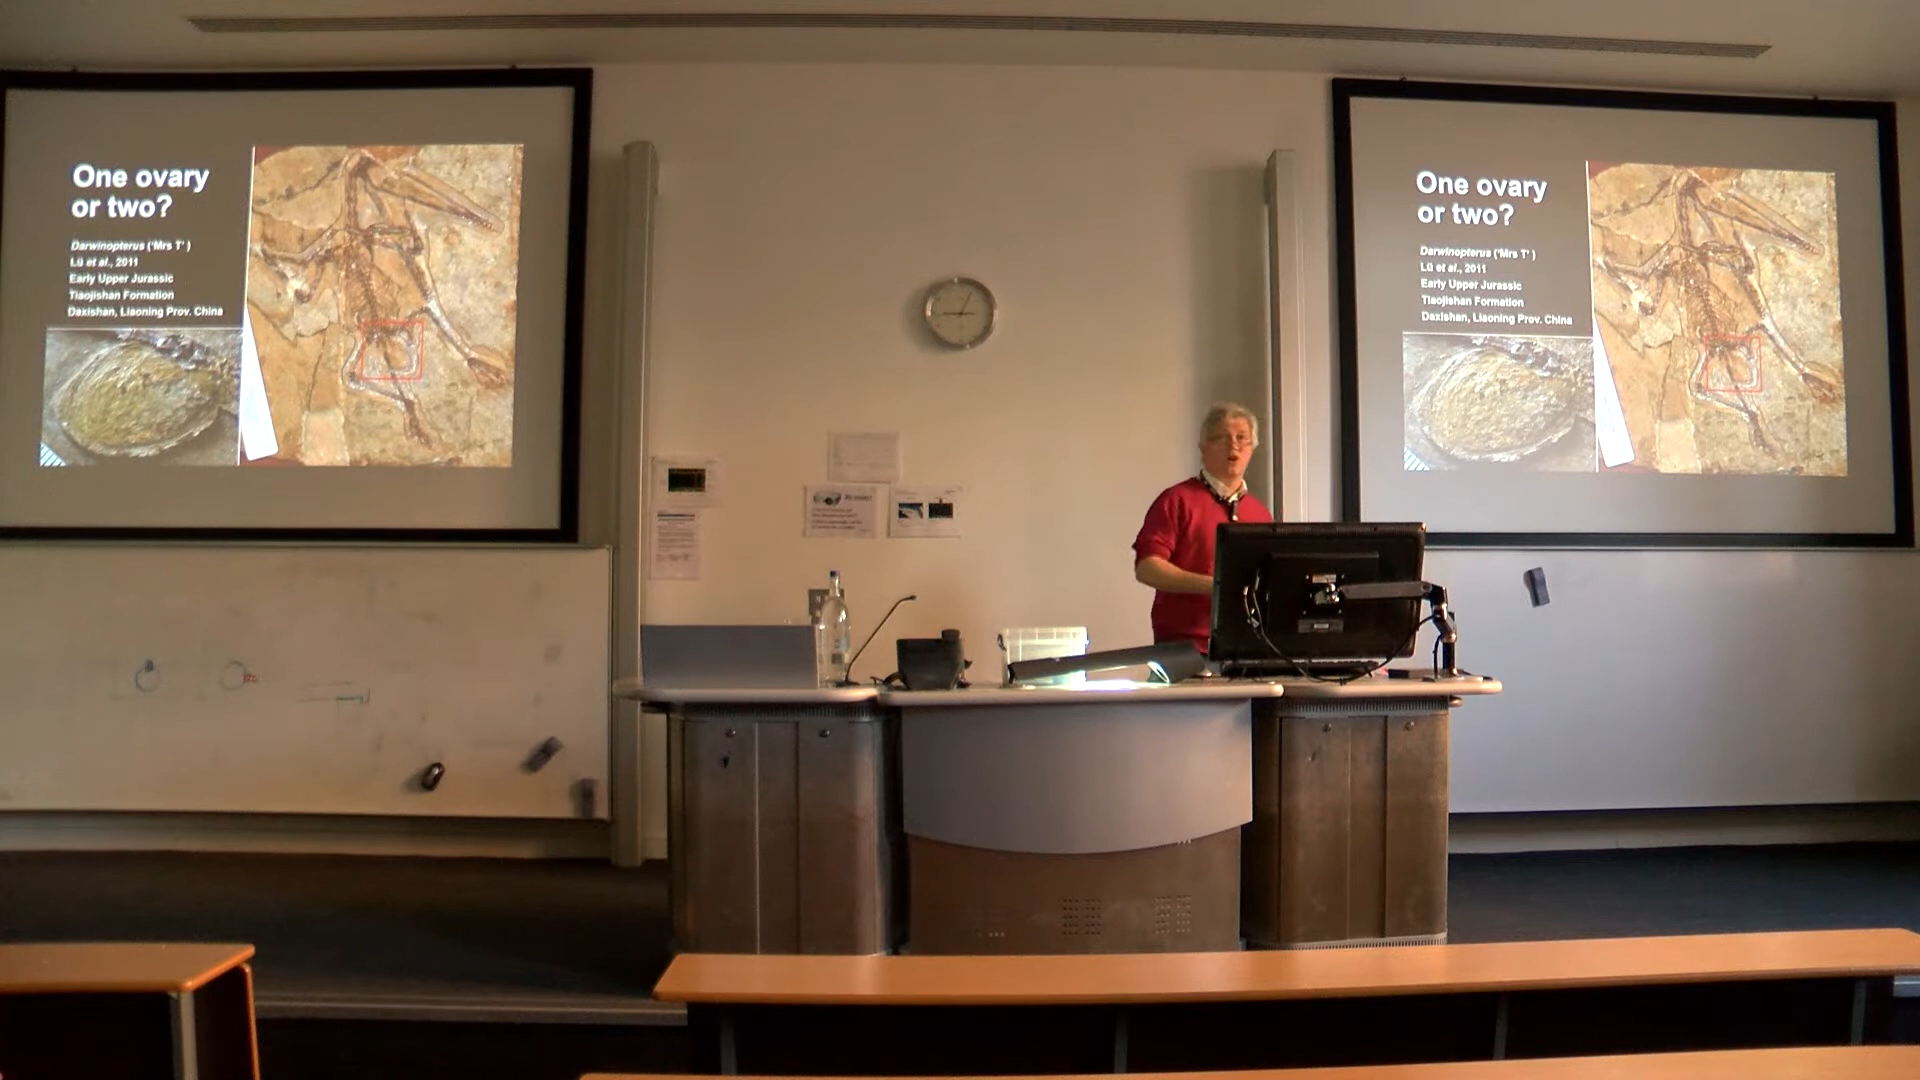 One ovary
or two?
Darwinopterus ('Mrs T' )
Lü et al., 2011
Early Upper Jurassic
Tiaojishan Formation
Daxishan, Liaoning Prov. China
One ovary
or two?
Darwinopterus ('Mrs T' )
Lü et al., 2011
Early Upper Jurassic
Tiaojishan Formation
Daxishan, Liaoning Prov. China